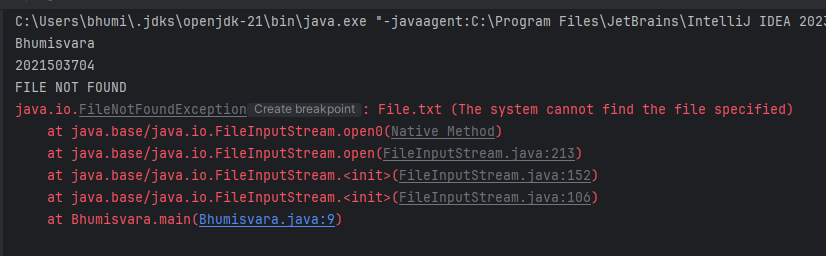 C:\Users\bhumi\.jdks\openjdk-21\bin\java.exe "-javaagent:C:\Program Files\JetBrains\IntelliJ IDEA 2023
Bhumisvara
2021503704
FILE NOT FOUND
java.io.FileNotFoundException Create breakpoint : File.txt (The system cannot find the file specified)
    at java.base/java.io.FileInputStream.open0(Native Method)
    at java.base/java.io.FileInputStream.open(FileInputStream.java:213)
    at java.base/java.io.FileInputStream.<init>(FileInputStream.java:152)
    at java.base/java.io.FileInputStream.<init>(FileInputStream.java:106)
    at Bhumisvara.main(Bhumisvara.java:9)